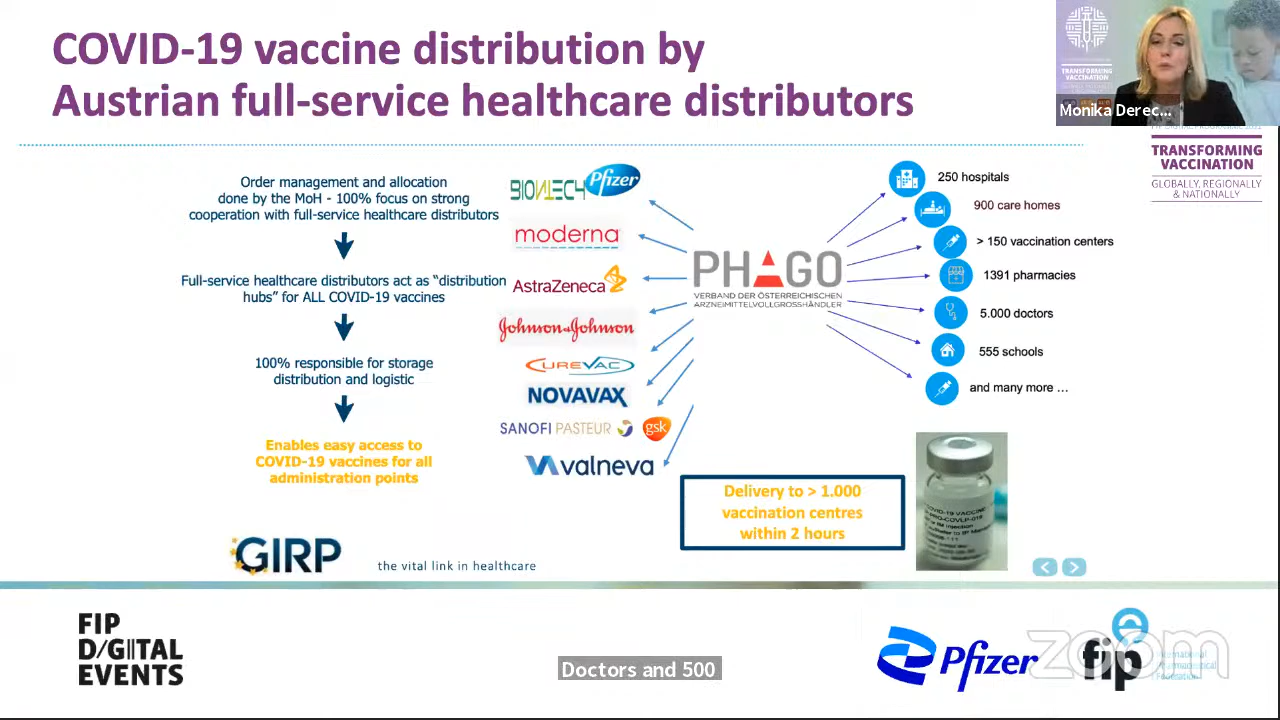 COVID-19 vaccine distribution by
Austrian full-service healthcare distributors
Monika Derec...
TRANSFORMING
VACCINATION
TRANSFORMING
VACCINATION
GLOBALLY, REGIONALLY
& NATIONALLY
Order management and allocation
done by the MoH - 100% focus on strong
cooperation with full-service healthcare distributors
Full-service healthcare distributors act as “distribution
hubs” for ALL COVID-19 vaccines
100% responsible for storage
distribution and logistic
Enables easy access to
COVID-19 vaccines for all
administration points
BIONTECH
Pfizer
moderna
AstraZeneca
Johnson & Johnson
CUREVAC
NOVAVAX
SANOFI PASTEUR
gsk
valneva
PHAGO
VERBAND DER ÖSTERREICHISCHEN
ARZNEIMITTELVOLLGROSSHÄNDLER
250 hospitals
900 care homes
> 150 vaccination centers
1391 pharmacies
5.000 doctors
555 schools
and many more ...
Delivery to > 1.000
vaccination centres
within 2 hours
COVID-19 VACCINE
GIRP
the vital link in healthcare
FIP
D/GITAL
EVENTS
Doctors and 500
Pfizer
fip
International
Pharmaceutical
Federation
zoom